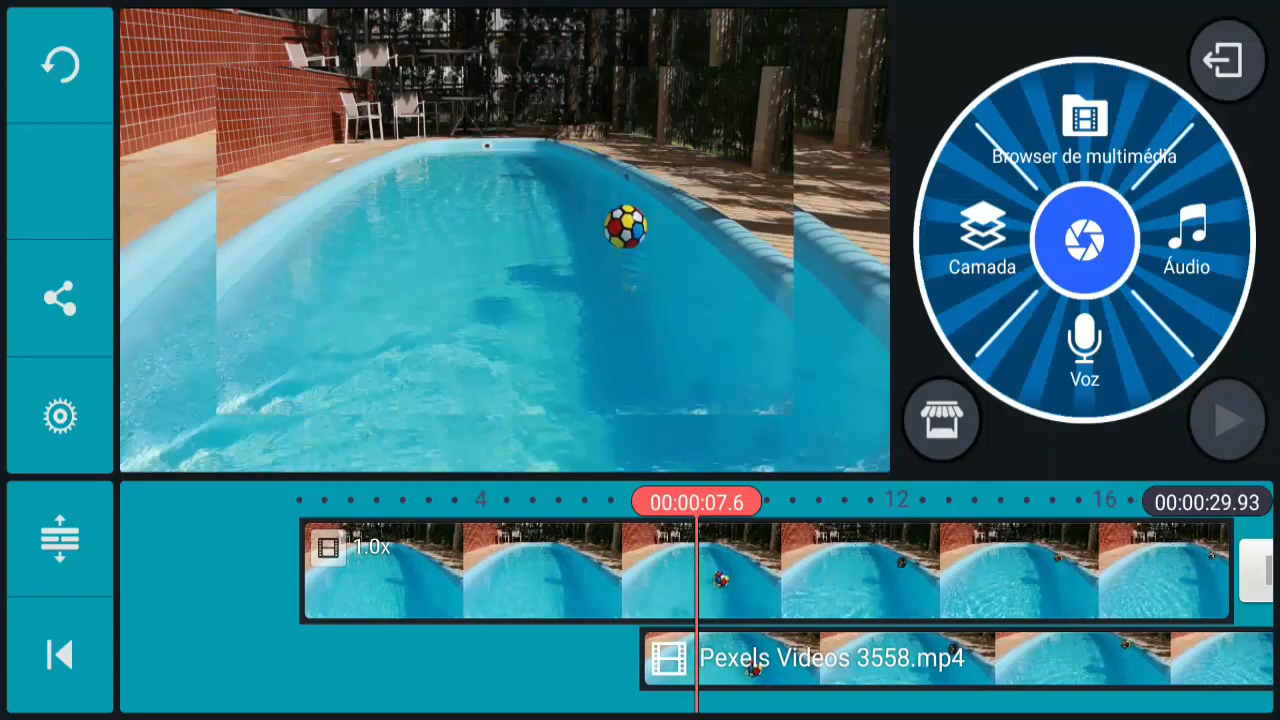 Browser de multimédia
Camada
Áudio
Voz
4
00:00:07.6
12
16
00:00:29.93
1.0x
Pexels Videos 3558.mp4